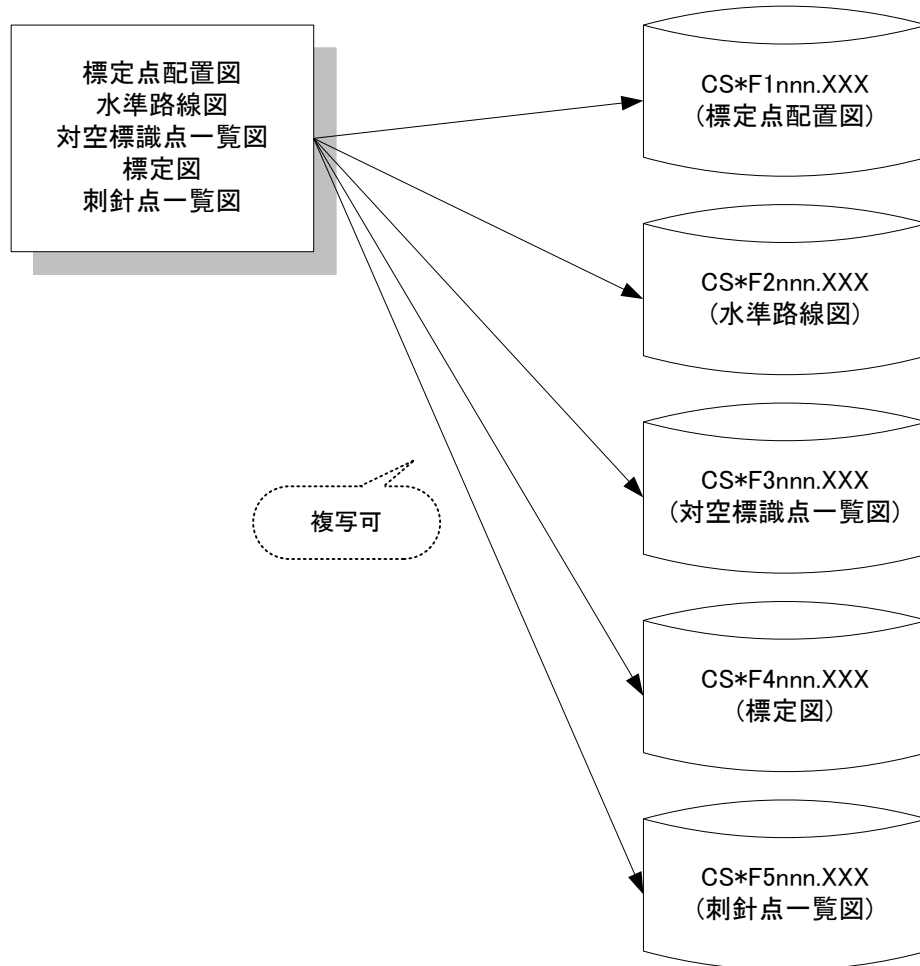 標定点配置図
水準路線図
対空標識点一覧図
標定図
刺針点一覧図
CS*F1nnn.XXX
(標定点配置図)
CS*F2nnn.XXX
(水準路線図)
CS*F3nnn.XXX
(対空標識点一覧図)
複写可
CS*F4nnn.XXX
(標定図)
CS*F5nnn.XXX
(刺針点一覧図)